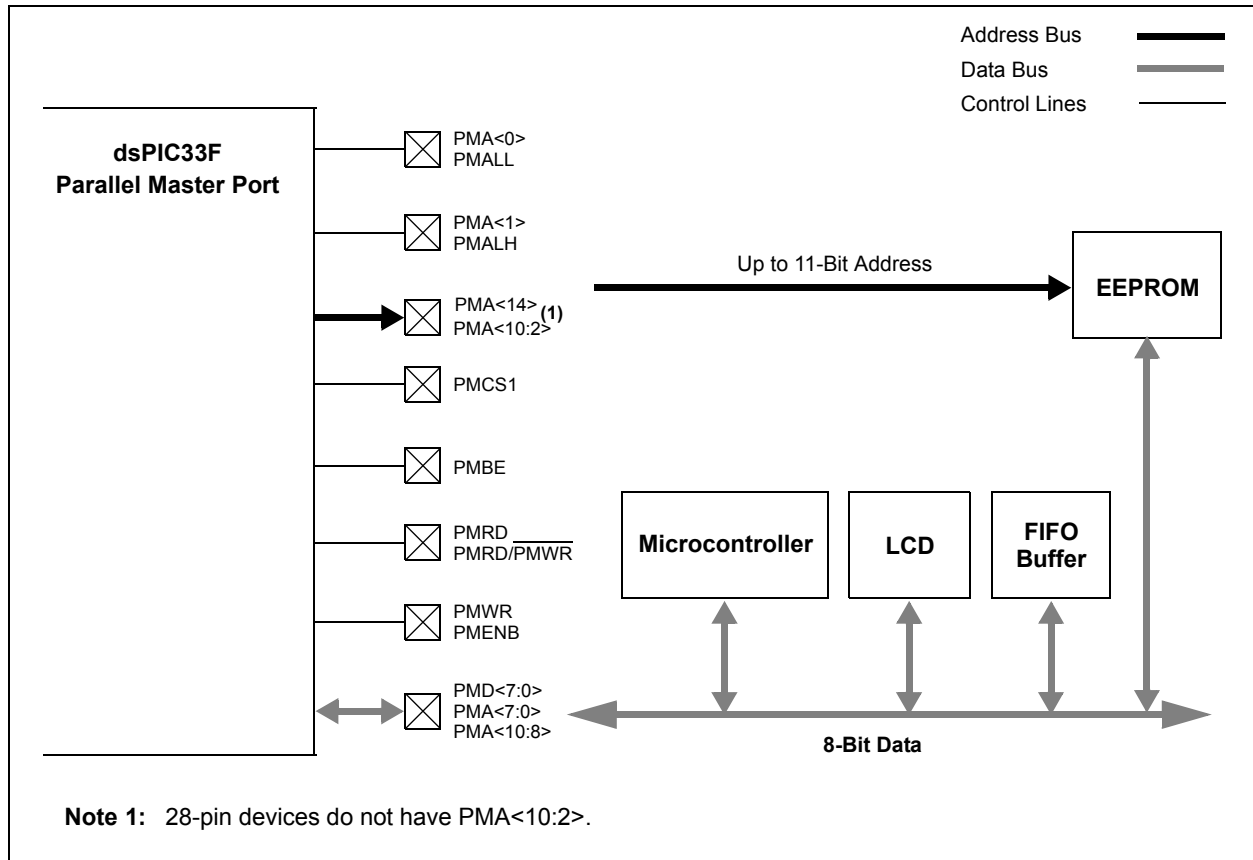 Address Bus
Data Bus
Control Lines
dsPIC33F
Parallel Master Port
PMA<0>
PMALL
PMA<1>
PMALH
PMA<14>
PMA<10:2>
(1)
PMCS1
PMBE
PMRD
PMRD/PMWR
PMWR
PMENB
PMD<7:0>
PMA<7:0>
PMA<10:8>
Up to 11-Bit Address
EEPROM
Microcontroller
LCD
FIFO
Buffer
8-Bit Data
Note 1: 28-pin devices do not have PMA<10:2>.